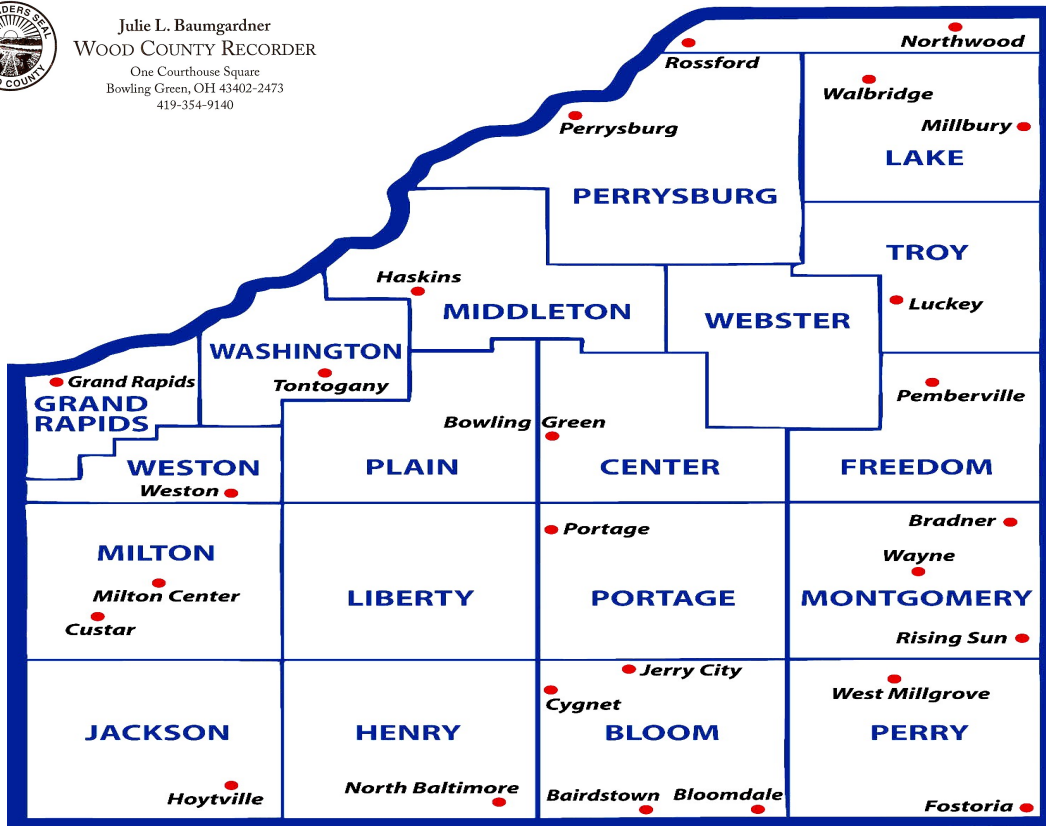 DERS SEAL
D COUNTY
Julie L. Baumgardner
WOOD COUNTY RECORDER
One Courthouse Square
Bowling Green, OH 43402-2473
419-354-9140
Northwood
Rossford
Walbridge
Millbury
Perrysburg
LAKE
PERRYSBURG
TROY
Haskins
Luckey
MIDDLETON
WEBSTER
WASHINGTON
Grand Rapids
Tontogany
Pemberville
GRAND
RAPIDS
Bowling Green
WESTON
PLAIN
CENTER
FREEDOM
Weston
Bradner
Portage
MILTON
Wayne
Milton Center
LIBERTY
PORTAGE
MONTGOMERY
Custar
Rising Sun
Jerry City
West Millgrove
Cygnet
JACKSON
HENRY
BLOOM
PERRY
North Baltimore
Hoytville
Bairdstown
Bloomdale
Fostoria